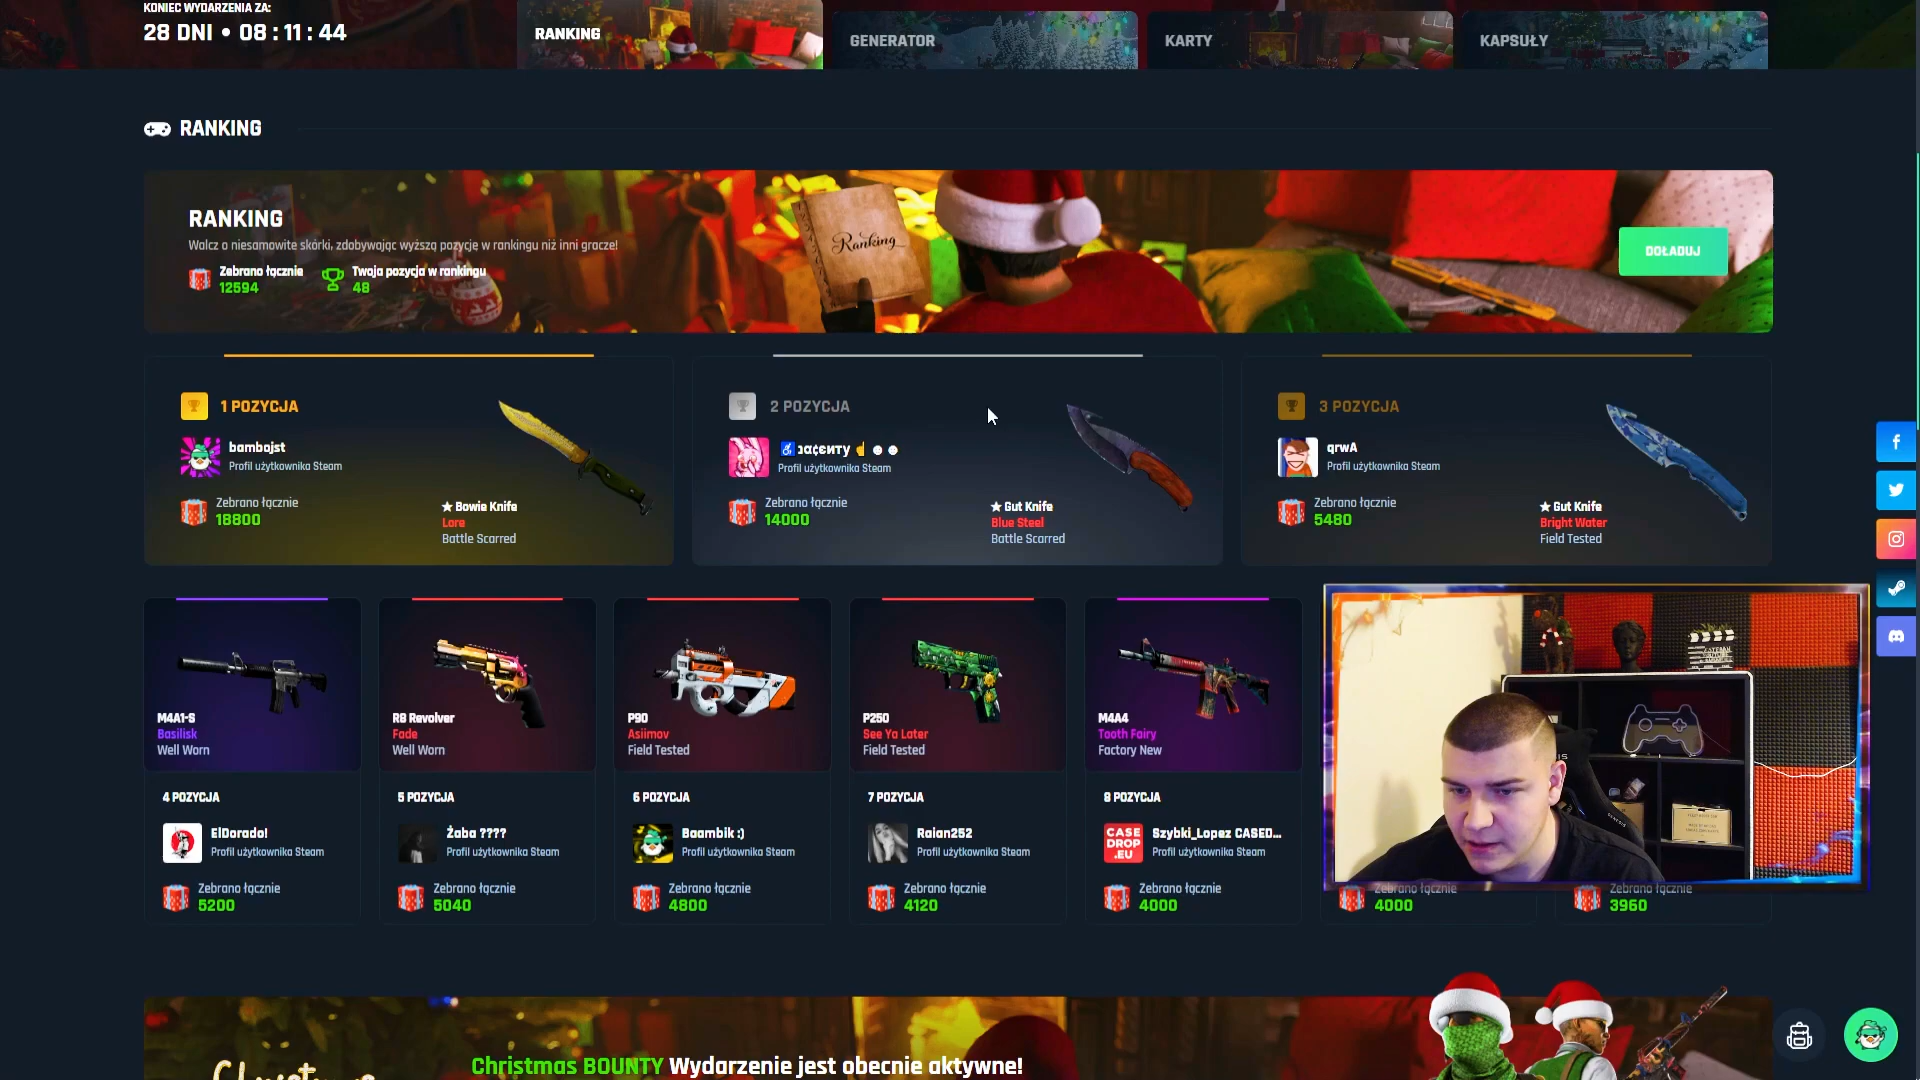 KONIEC WYDARZENIA ZA:
28 DNI • 08 : 11 : 44
RANKING
GENERATOR
KARTY
KAPSUŁY
RANKING
RANKING
Walcz o niesamowite skórki, zdobywając wyższą pozycję w rankingu niż inni gracze!
Zebrano łącznie
12594
Twoja pozycja w rankingu
48
Ranking
DOŁADUJ
1 POZYCJA
bambojst
Profil użytkownika Steam
Zebrano łącznie
18800
★ Bowie Knife
Lore
Battle Scarred
2 POZYCJA
Profil użytkownika Steam
Zebrano łącznie
14000
★ Gut Knife
Blue Steel
Battle Scarred
3 POZYCJA
qrwA
Profil użytkownika Steam
Zebrano łącznie
5480
★ Gut Knife
Bright Water
Field Tested
M4A1-S
Basilisk
Well Worn
4 POZYCJA
ElDorado!
Profil użytkownika Steam
Zebrano łącznie
5200
R8 Revolver
Fade
Well Worn
5 POZYCJA
Żaba ????
Profil użytkownika Steam
Zebrano łącznie
5040
P90
Asiimov
Field Tested
6 POZYCJA
Baambik :)
Profil użytkownika Steam
Zebrano łącznie
4800
P250
See Ya Later
Field Tested
7 POZYCJA
Raian252
Profil użytkownika Steam
Zebrano łącznie
4120
M4A4
Tooth Fairy
Factory New
8 POZYCJA
CASE
DROP
.EU
Szybki_Lopez CASED...
Profil użytkownika Steam
Zebrano łącznie
4000
Zebrano łącznie
4000
Zebrano łącznie
3960
Christmas BOUNTY Wydarzenie jest obecnie aktywne!